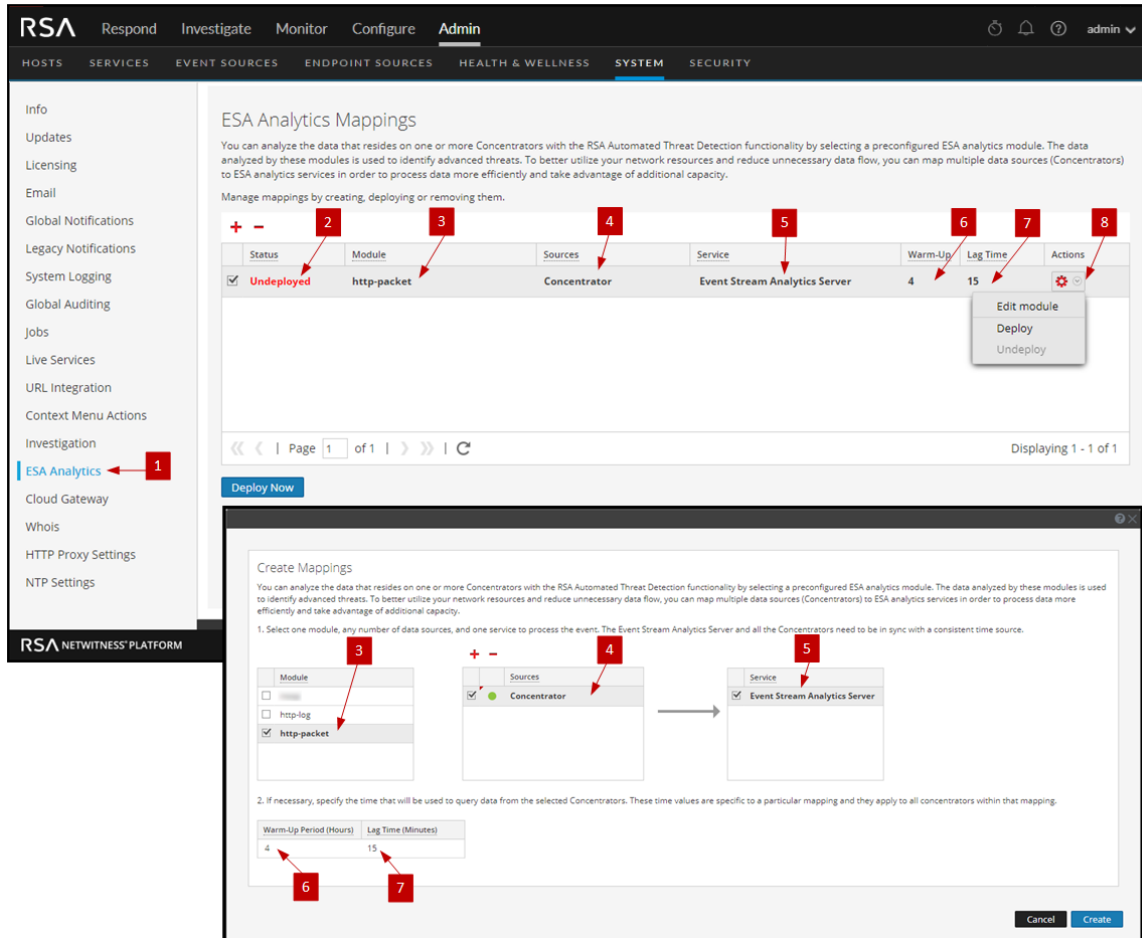 RSA Respond Investigate Monitor Configure Admin admin
HOSTS SERVICES EVENT SOURCES ENDPOINT SOURCES HEALTH & WELLNESS SYSTEM SECURITY
Info
Updates
Licensing
Email
Global Notifications
Legacy Notifications
System Logging
Global Auditing
Jobs
Live Services
URL Integration
Context Menu Actions
Investigation
ESA Analytics
1
Cloud Gateway
Whois
HTTP Proxy Settings
NTP Settings
RSA NETWITNESS® PLATFORM
ESA Analytics Mappings
You can analyze the data that resides on one or more Concentrators with the RSA Automated Threat Detection functionality by selecting a preconfigured ESA analytics module. The data
analyzed by these modules is used to identify advanced threats. To better utilize your network resources and reduce unnecessary data flow, you can map multiple data sources (Concentrators)
to ESA analytics services in order to process data more efficiently and take advantage of additional capacity.
Manage mappings by creating, deploying or removing them.
+ − 2 3 4 5 6 7 8
Status Module Sources Service Warm-Up Lag Time Actions
Undeployed http-packet Concentrator Event Stream Analytics Server 4 15
Edit module
Deploy
Undeploy
Page 1 of 1 Displaying 1 - 1 of 1
Deploy Now
Create Mappings
You can analyze the data that resides on one or more Concentrators with the RSA Automated Threat Detection functionality by selecting a preconfigured ESA analytics module. The data analyzed by these modules is used
to identify advanced threats. To better utilize your network resources and reduce unnecessary data flow, you can map multiple data sources (Concentrators) to ESA analytics services in order to process data more
efficiently and take advantage of additional capacity.
1. Select one module, any number of data sources, and one service to process the event. The Event Stream Analytics Server and all the Concentrators need to be in sync with a consistent time source.
3 + − 4 5
Module
http-log
http-packet
Sources
Concentrator
Service
Event Stream Analytics Server
2. If necessary, specify the time that will be used to query data from the selected Concentrators. These time values are specific to a particular mapping and they apply to all concentrators within that mapping.
Warm-Up Period (Hours) Lag Time (Minutes)
4 15
6 7
Cancel Create